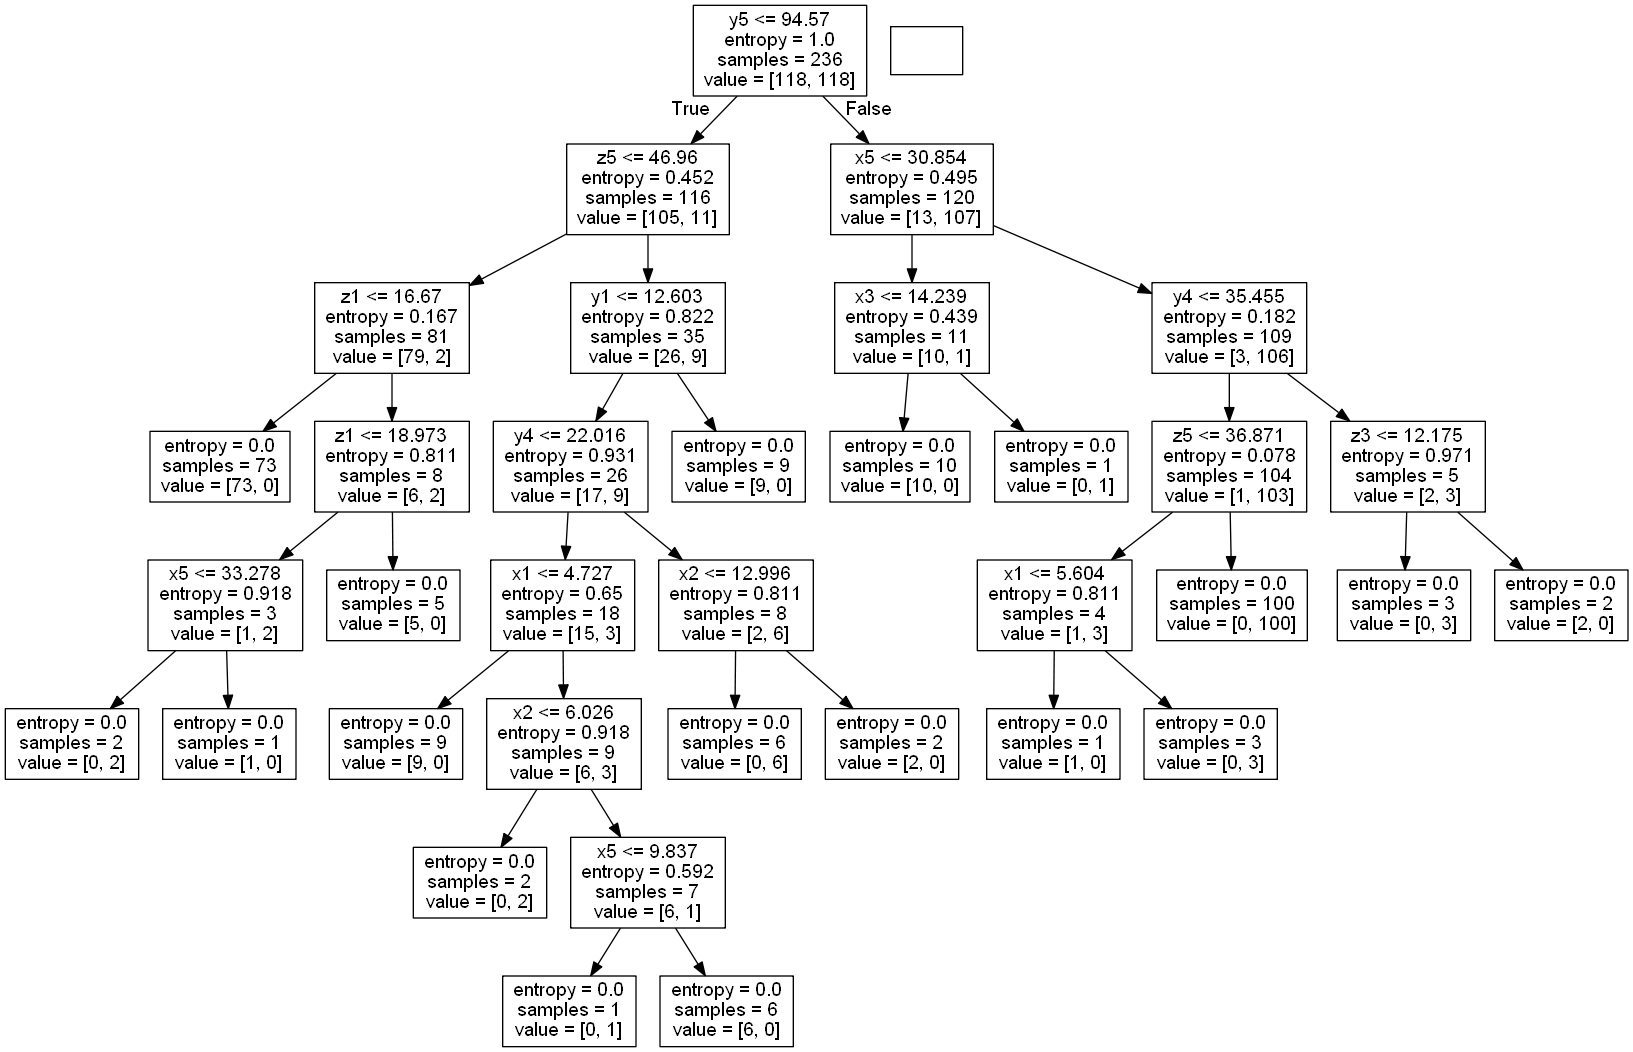 y5 <= 94.57
entropy = 1.0
samples = 236
value = [118, 118]
True
False
z5 <= 46.96
entropy = 0.452
samples = 116
value = [105, 11]
x5 <= 30.854
entropy = 0.495
samples = 120
value = [13, 107]
z1 <= 16.67
entropy = 0.167
samples = 81
value = [79, 2]
y1 <= 12.603
entropy = 0.822
samples = 35
value = [26, 9]
x3 <= 14.239
entropy = 0.439
samples = 11
value = [10, 1]
y4 <= 35.455
entropy = 0.182
samples = 109
value = [3, 106]
entropy = 0.0
samples = 73
value = [73, 0]
z1 <= 18.973
entropy = 0.811
samples = 8
value = [6, 2]
y4 <= 22.016
entropy = 0.931
samples = 26
value = [17, 9]
entropy = 0.0
samples = 9
value = [9, 0]
entropy = 0.0
samples = 10
value = [10, 0]
entropy = 0.0
samples = 1
value = [0, 1]
z5 <= 36.871
entropy = 0.078
samples = 104
value = [1, 103]
z3 <= 12.175
entropy = 0.971
samples = 5
value = [2, 3]
x5 <= 33.278
entropy = 0.918
samples = 3
value = [1, 2]
entropy = 0.0
samples = 5
value = [5, 0]
x1 <= 4.727
entropy = 0.65
samples = 18
value = [15, 3]
x2 <= 12.996
entropy = 0.811
samples = 8
value = [2, 6]
x1 <= 5.604
entropy = 0.811
samples = 4
value = [1, 3]
entropy = 0.0
samples = 100
value = [0, 100]
entropy = 0.0
samples = 3
value = [0, 3]
entropy = 0.0
samples = 2
value = [2, 0]
entropy = 0.0
samples = 2
value = [0, 2]
entropy = 0.0
samples = 1
value = [1, 0]
entropy = 0.0
samples = 9
value = [9, 0]
x2 <= 6.026
entropy = 0.918
samples = 9
value = [6, 3]
entropy = 0.0
samples = 6
value = [0, 6]
entropy = 0.0
samples = 2
value = [2, 0]
entropy = 0.0
samples = 1
value = [1, 0]
entropy = 0.0
samples = 3
value = [0, 3]
entropy = 0.0
samples = 2
value = [0, 2]
x5 <= 9.837
entropy = 0.592
samples = 7
value = [6, 1]
entropy = 0.0
samples = 1
value = [0, 1]
entropy = 0.0
samples = 6
value = [6, 0]